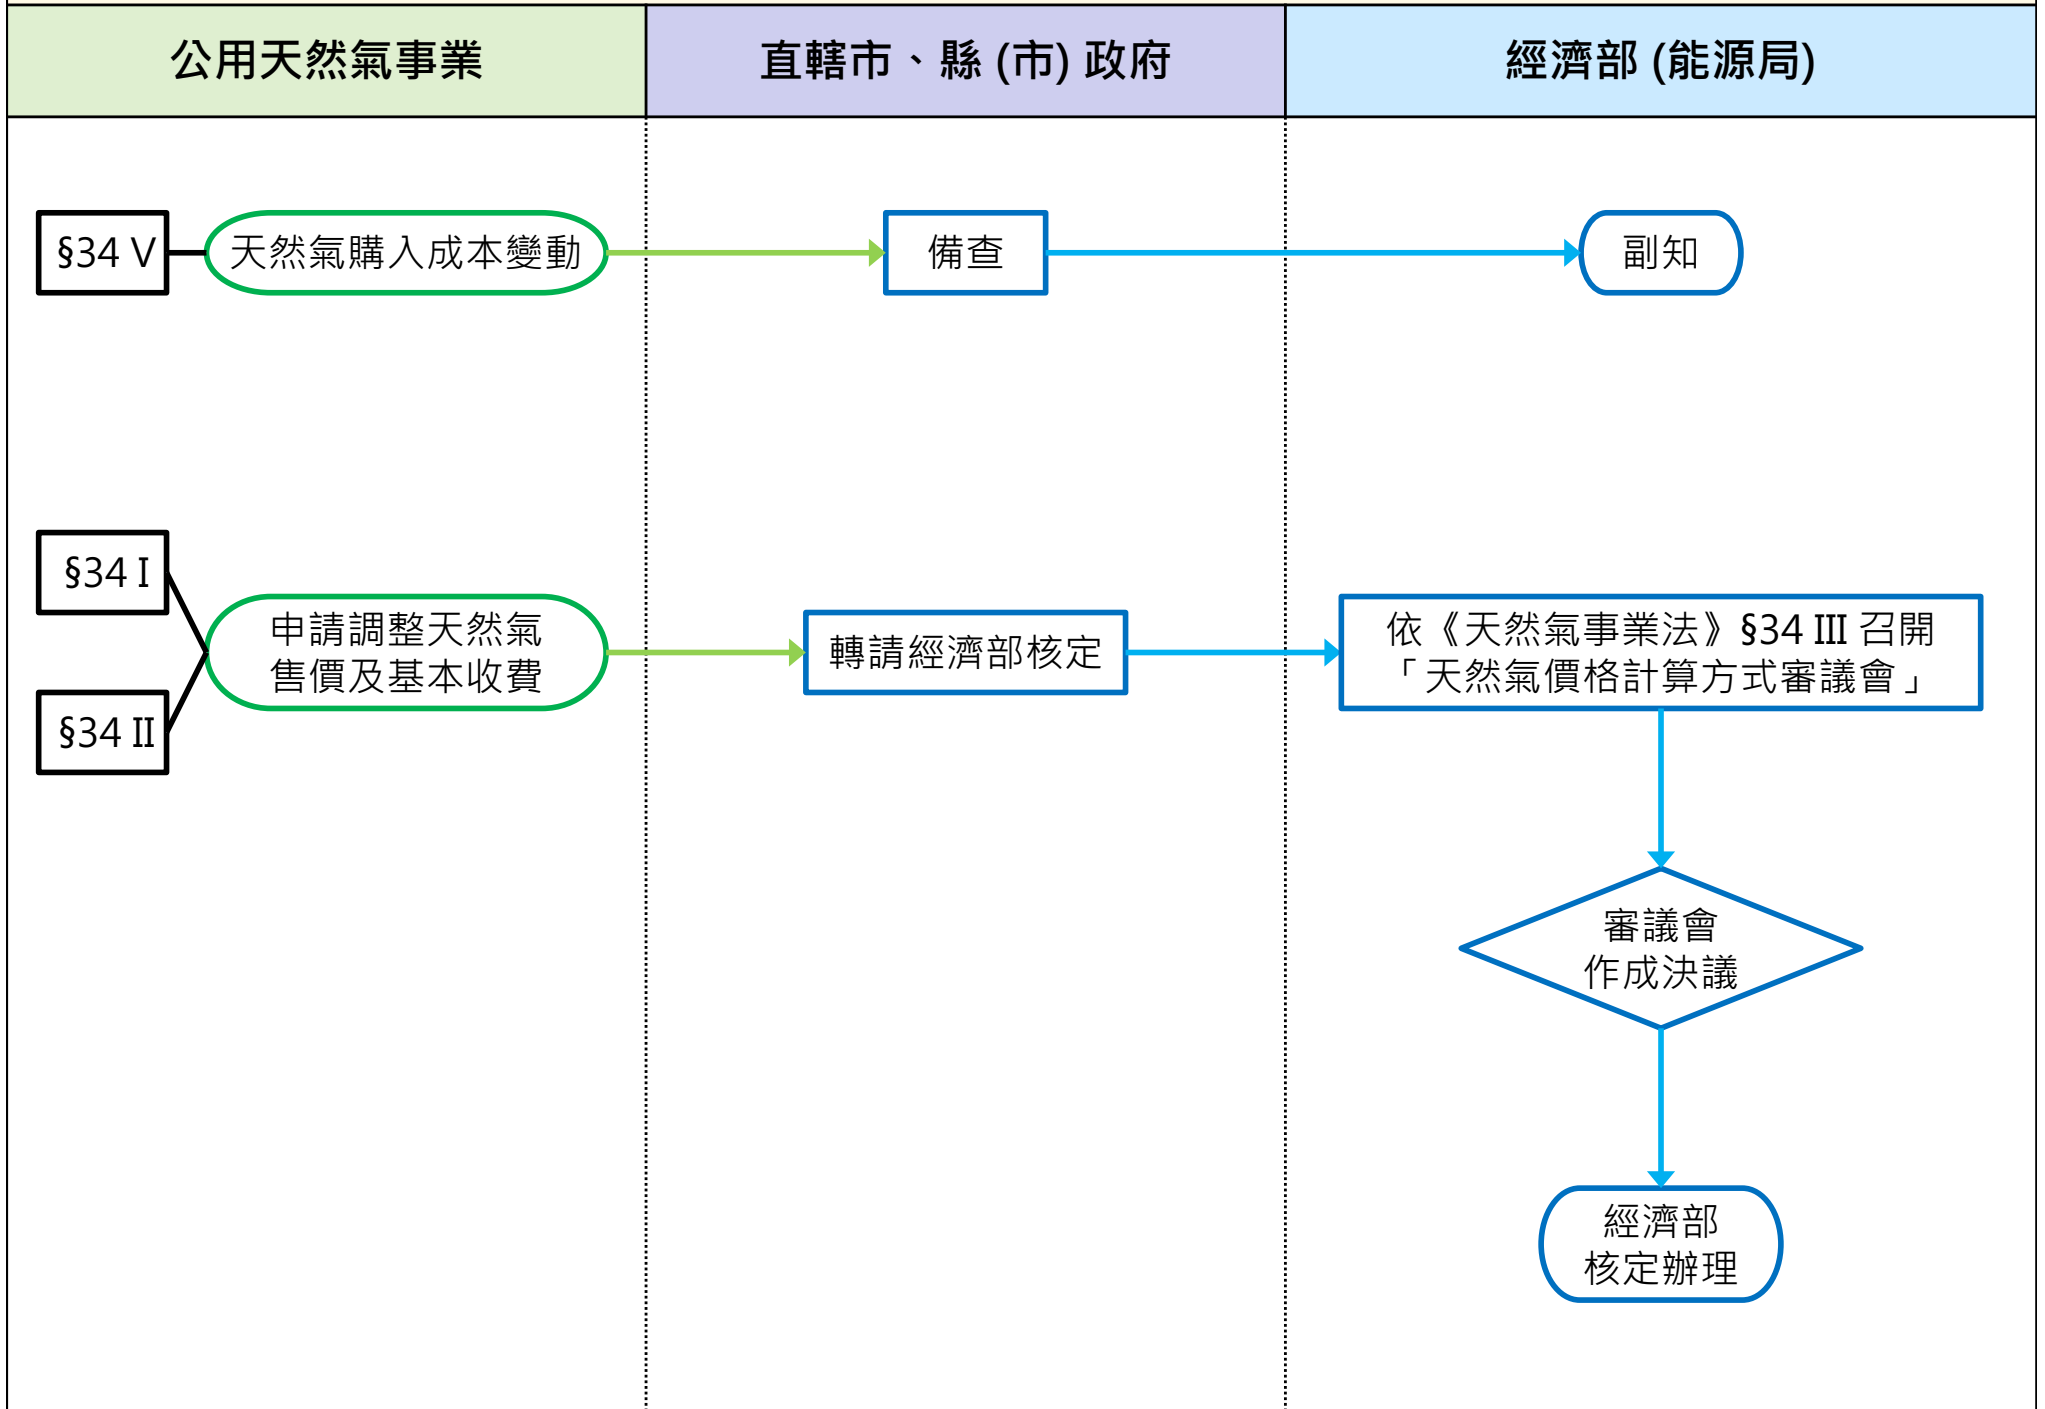 公用天然氣事業
直轄市、縣 (市) 政府
經濟部 (能源局)
§34 V
天然氣購入成本變動
備查
副知
§34 I
§34 II
申請調整天然氣
售價及基本收費
轉請經濟部核定
依《天然氣事業法》§34 III 召開
「天然氣價格計算方式審議會」
審議會
作成決議
經濟部
核定辦理